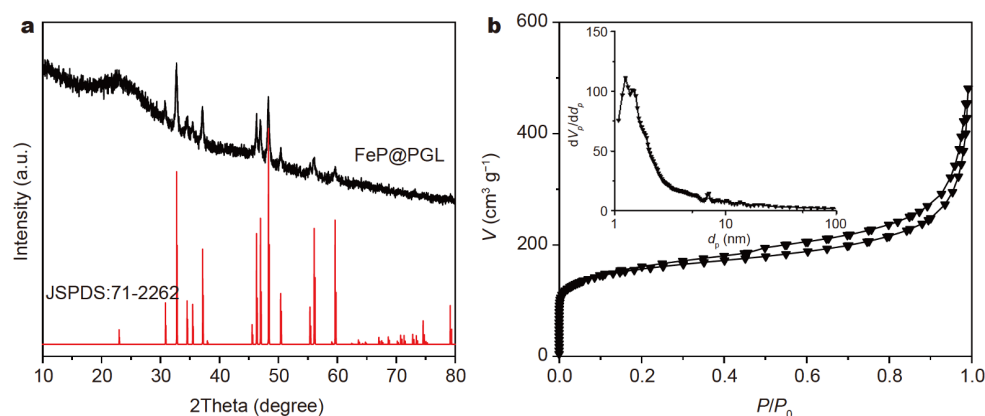 a
Intensity (a.u.)
FeP@PGL
JSPDS:71-2262
10 20 30 40 50 60 70 80
2Theta (degree)
b
V (cm³ g⁻¹)
600
400
200
0
0.0 0.2 0.4 0.6 0.8 1.0
P/P₀
150
100
50
0
dVₚ/ddₚ
1 10 100
dₚ (nm)